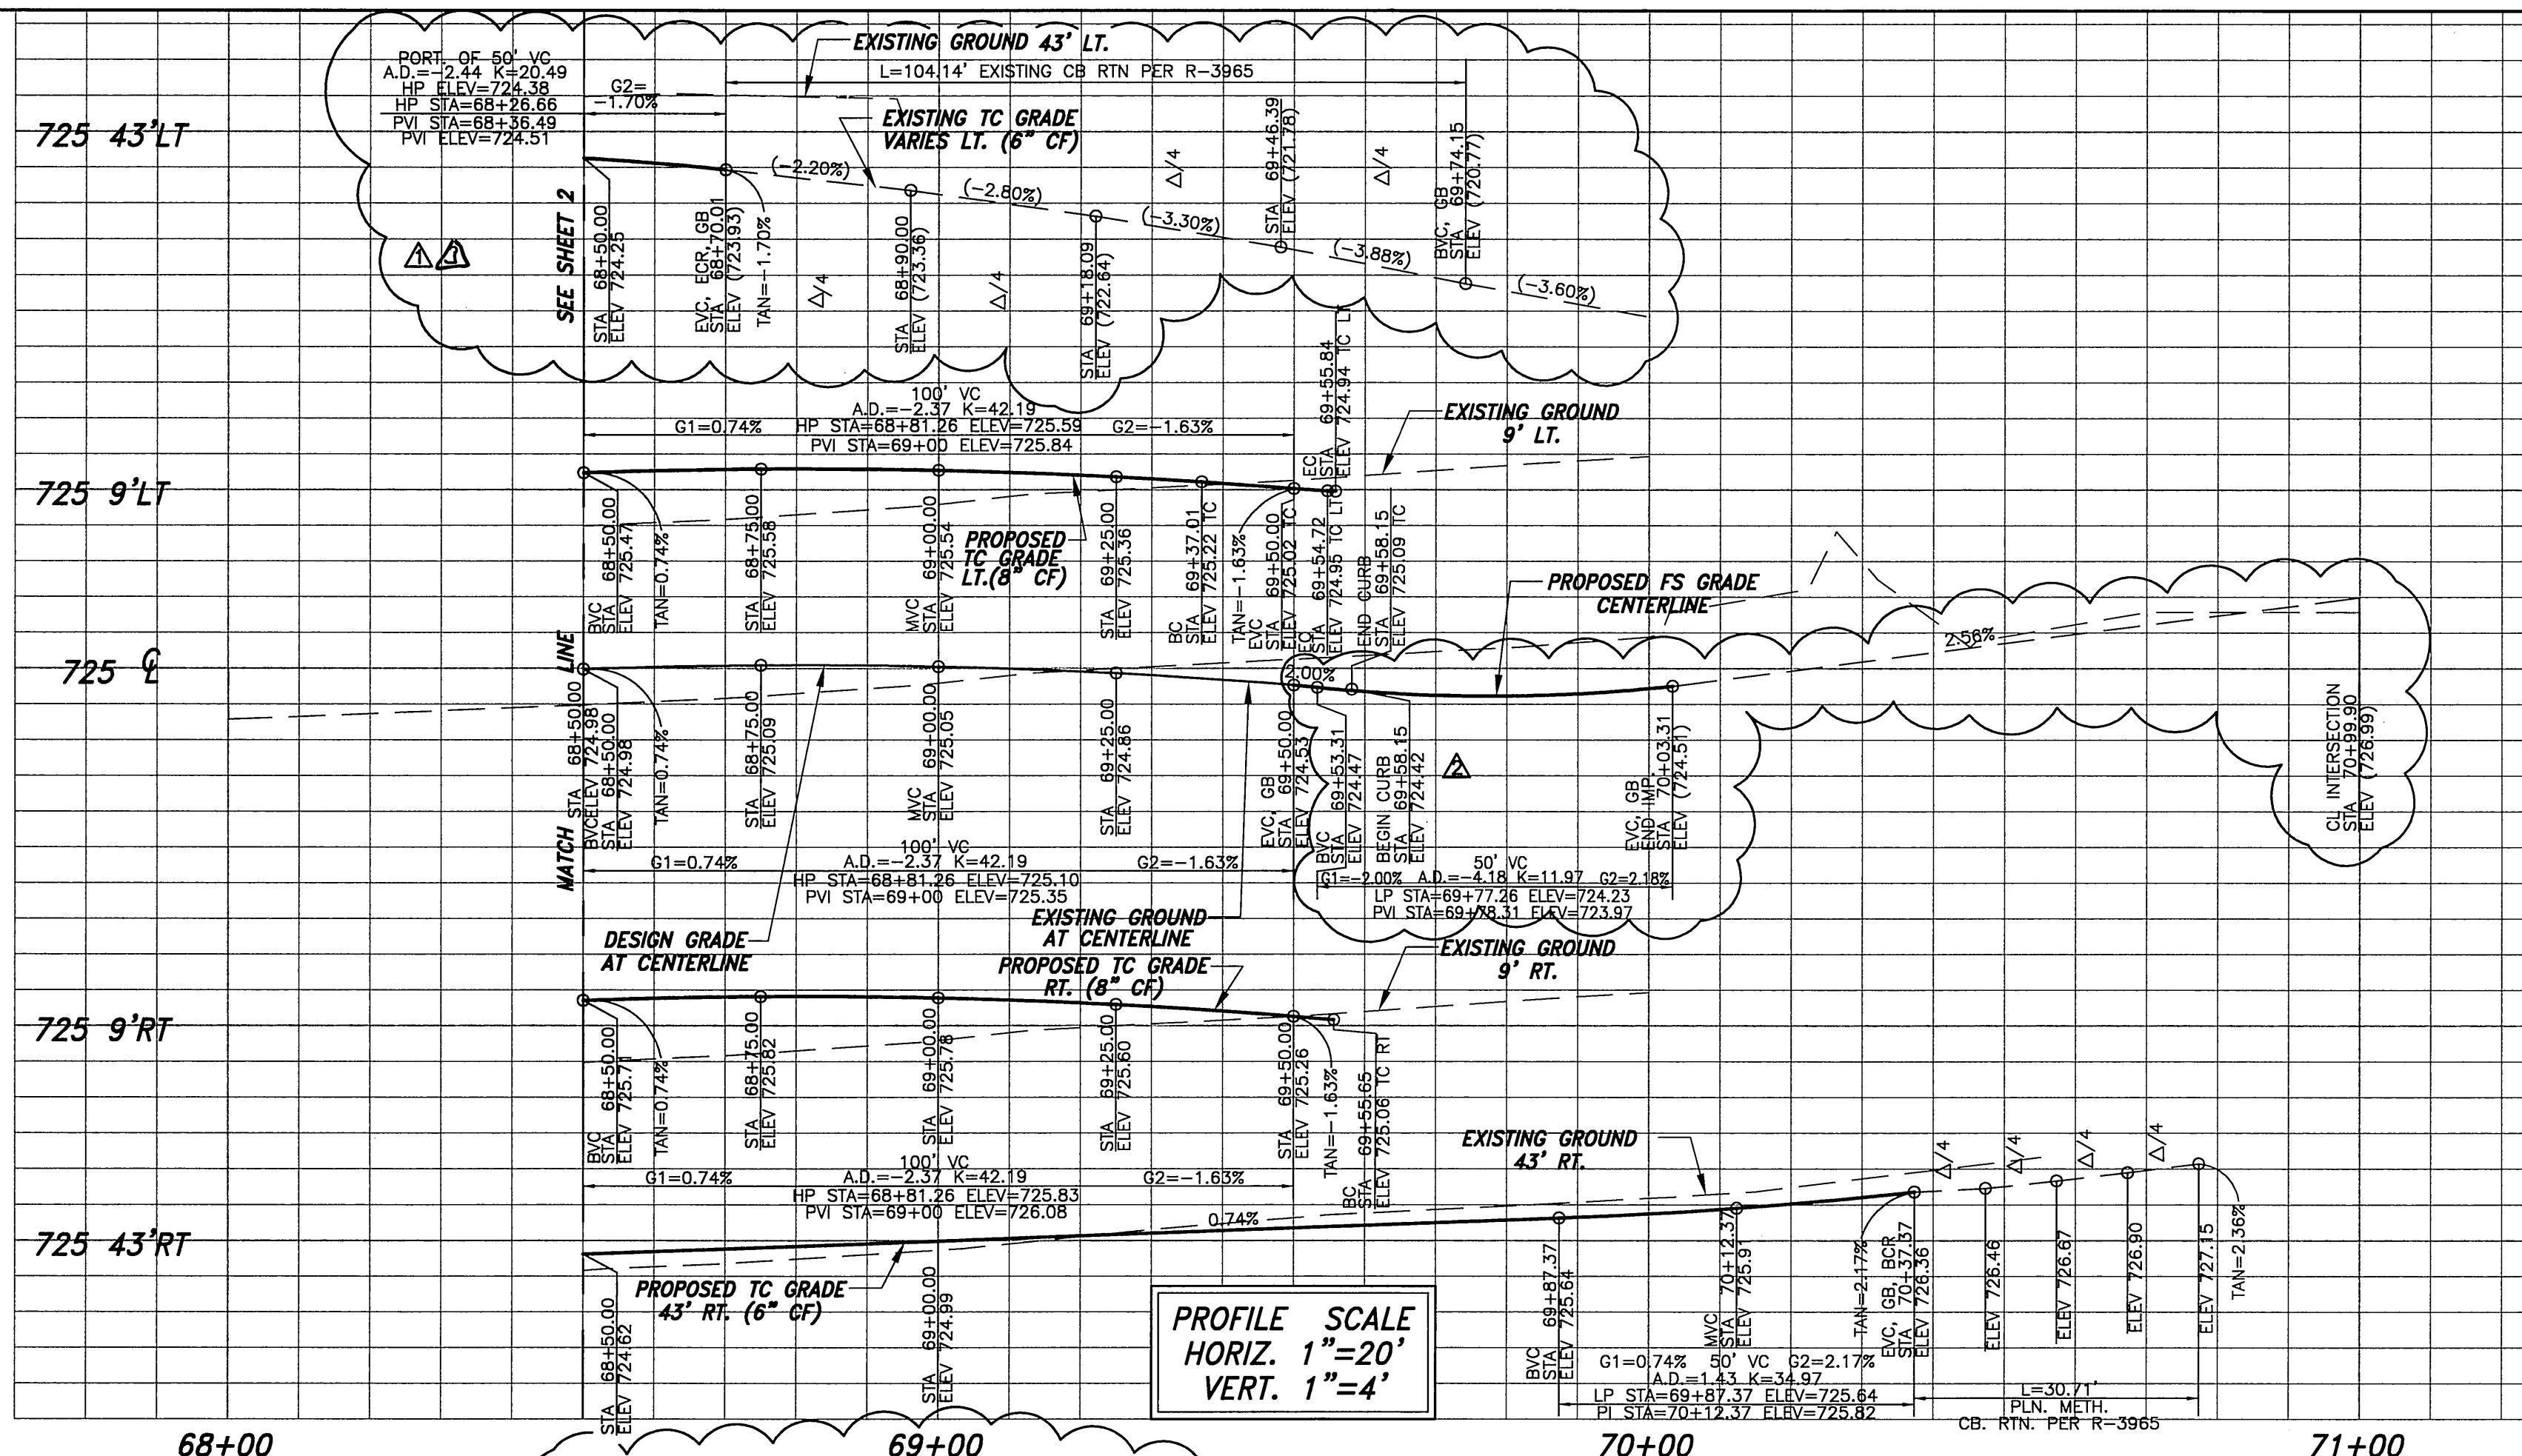 EXISTING GROUND 43' LT.
L=104.14' EXISTING CB RTN PER R-3965
PORT. OF 50' VC
A.D.=-2.44 K=20.49
HP ELEV=724.38
HP STA=68+26.66
PVI STA=68+36.49
PVI ELEV=724.51
G2=
-1.70%
725 43'LT
EXISTING TC GRADE
VARIES LT. (6" CF)
(-2.20%)
(-2.80%)
(-3.30%)
(-3.88%)
(-3.60%)
Δ/4
Δ/4
Δ/4
Δ/4
1
3
SEE SHEET 2
STA 68+50.00
ELEV 724.25
EVC, ECR, GB
STA 68+70.01
ELEV (723.93)
TAN=-1.70%
STA 68+90.00
ELEV (723.36)
STA 69+18.09
ELEV (722.64)
STA 69+46.39
ELEV (721.78)
BVC, GB
STA 69+74.15
ELEV (720.77)
100' VC
A.D.=-2.37 K=42.19
G1=0.74%
HP STA=68+81.26 ELEV=725.59
G2=-1.63%
PVI STA=69+00 ELEV=725.84
EXISTING GROUND
9' LT.
725 9'LT
BVC
STA 68+50.00
ELEV 725.47
TAN=0.74%
STA 68+75.00
ELEV 725.58
MVC
STA 69+00.00
ELEV 725.54
PROPOSED
TC GRADE
LT.(8" CF)
STA 69+25.00
ELEV 725.36
BC
STA 69+37.01
ELEV 725.22 TC
TAN=-1.63%
EVC
STA 69+50.00
ELEV 725.02 TC
EC
STA 69+54.72
ELEV 724.95 TC LT
EC
STA 69+55.84
ELEV 724.94 TC LT
END CURB
STA 69+58.15
ELEV 725.09 TC
PROPOSED FS GRADE
CENTERLINE
2.56%
725 ℄
MATCH LINE
STA 68+50.00
ELEV 724.98
BVC
STA 68+50.00
ELEV 724.98
TAN=0.74%
STA 68+75.00
ELEV 725.09
MVC
STA 69+00.00
ELEV 725.05
STA 69+25.00
ELEV 724.86
EVC, GB
STA 69+50.00
ELEV 724.53
2.00%
BVC
STA 69+53.31
ELEV 724.47
BEGIN CURB
STA 69+58.15
ELEV 724.42
2
EVC, GB
END IMP.
STA 70+03.31
ELEV (724.51)
CL INTERSECTION
STA 70+99.90
ELEV (726.99)
100' VC
G1=0.74%
A.D.=-2.37 K=42.19
G2=-1.63%
HP STA=68+81.26 ELEV=725.10
PVI STA=69+00 ELEV=725.35
50' VC
G1=-2.00% A.D.=-4.18 K=11.97 G2=2.18%
LP STA=69+77.26 ELEV=724.23
PVI STA=69+78.31 ELEV=723.97
DESIGN GRADE
AT CENTERLINE
EXISTING GROUND
AT CENTERLINE
PROPOSED TC GRADE
RT. (8" CF)
EXISTING GROUND
9' RT.
725 9'RT
BVC
STA 68+50.00
ELEV 725.71
TAN=0.74%
STA 68+75.00
ELEV 725.82
STA 69+00.00
ELEV 725.78
STA 69+25.00
ELEV 725.60
STA 69+50.00
ELEV 725.26
TAN=-1.63%
BC
STA 69+55.65
ELEV 725.06 TC RT
100' VC
G1=0.74%
A.D.=-2.37 K=42.19
G2=-1.63%
HP STA=68+81.26 ELEV=725.83
PVI STA=69+00 ELEV=726.08
EXISTING GROUND
43' RT.
Δ/4
Δ/4
Δ/4
Δ/4
725 43'RT
0.74%
PROPOSED TC GRADE
43' RT. (6" CF)
STA 68+50.00
ELEV 724.62
STA 69+00.00
ELEV 724.99
BVC
STA 69+87.37
ELEV 725.64
MVC
STA 70+12.37
ELEV 725.91
TAN=2.17%
EVC, GB, BCR
STA 70+37.37
ELEV 726.36
ELEV 726.46
ELEV 726.67
ELEV 726.90
ELEV 727.15
TAN=2.36%
PROFILE SCALE
HORIZ. 1"=20'
VERT. 1"=4'
G1=0.74% 50' VC G2=2.17%
A.D.=1.43 K=34.97
LP STA=69+87.37 ELEV=725.64
PI STA=70+12.37 ELEV=725.82
L=30.71'
PLN. METH.
CB. RTN. PER R-3965
68+00
69+00
70+00
71+00